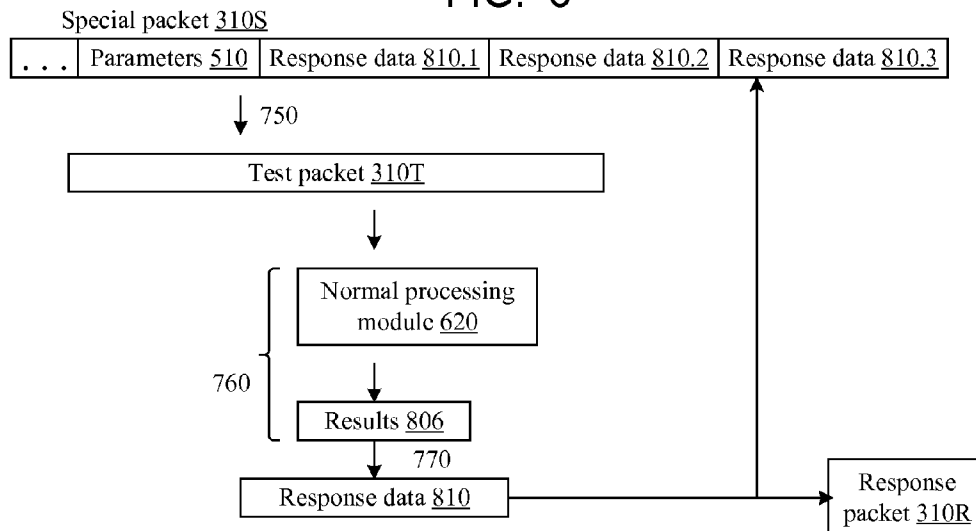 Special packet 310S
. . . Parameters 510 Response data 810.1 Response data 810.2 Response data 810.3
750
Test packet 310T
Normal processing
module 620
760
Results 806
770
Response data 810
Response
packet 310R